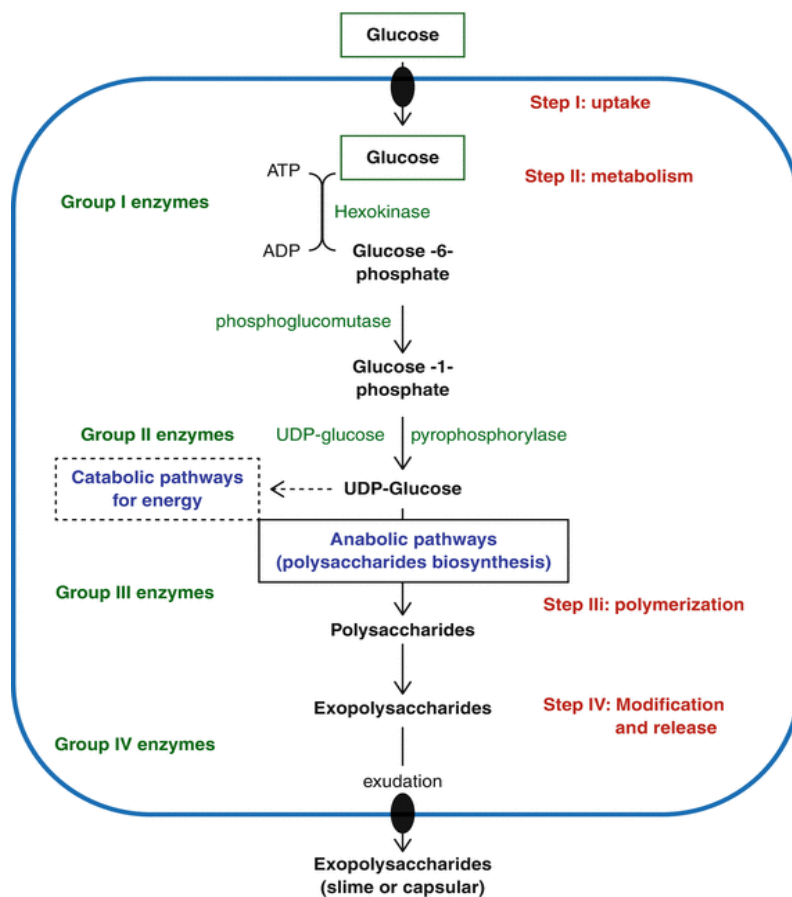 Glucose
Step I: uptake
Glucose
ATP
Step II: metabolism
Group I enzymes
Hexokinase
ADP
Glucose -6-
phosphate
phosphoglucomutase
Glucose -1-
phosphate
Group II enzymes
UDP-glucose
pyrophosphorylase
Catabolic pathways
for energy
UDP-Glucose
Anabolic pathways
(polysaccharides biosynthesis)
Group III enzymes
Step IIi: polymerization
Polysaccharides
Exopolysaccharides
Step IV: Modification
and release
Group IV enzymes
exudation
Exopolysaccharides
(slime or capsular)